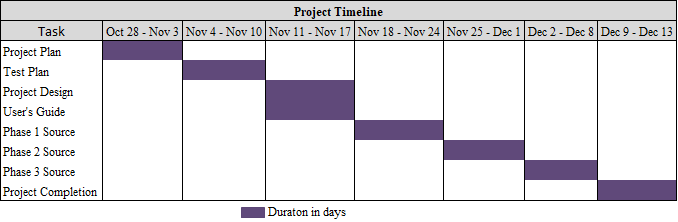 Project Timeline
Task Oct 28 - Nov 3 Nov 4 - Nov 10 Nov 11 - Nov 17 Nov 18 - Nov 24 Nov 25 - Dec 1 Dec 2 - Dec 8 Dec 9 - Dec 13
Project Plan
Test Plan
Project Design
User's Guide
Phase 1 Source
Phase 2 Source
Phase 3 Source
Project Completion
Duraton in days